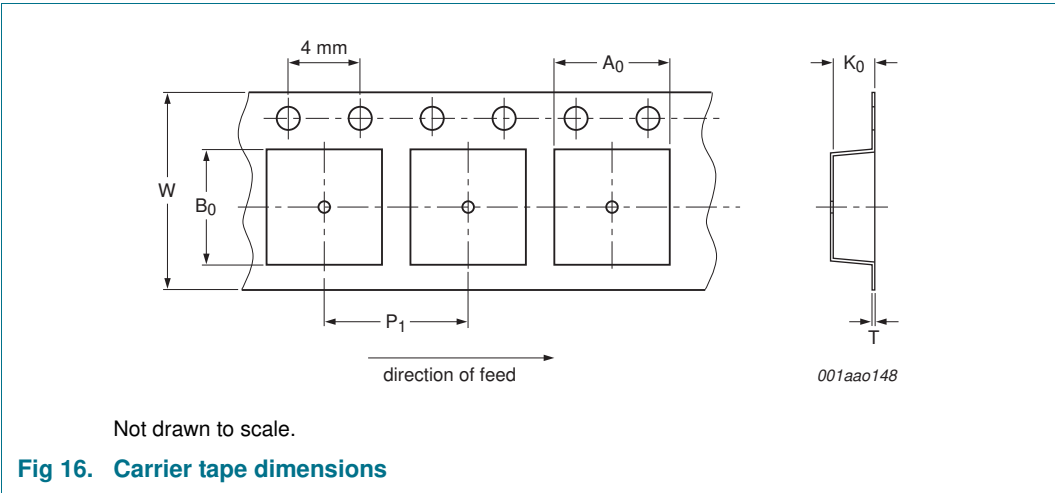 4 mm
A0
K0
W
B0
P1
T
direction of feed
001aao148
Not drawn to scale.
Fig 16. Carrier tape dimensions